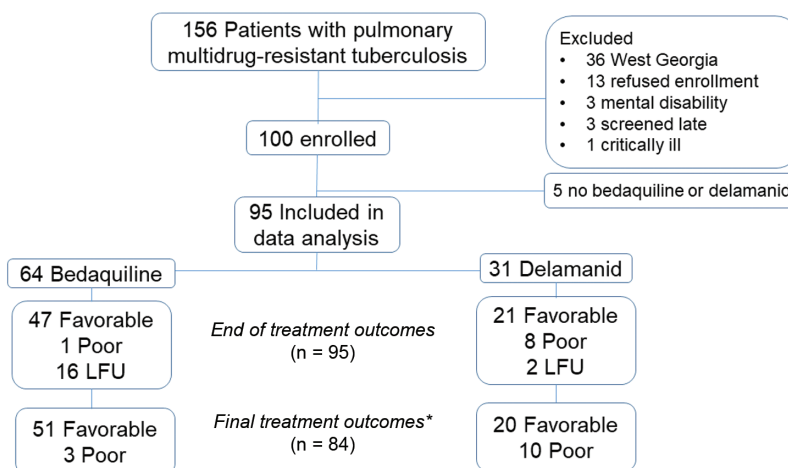 156 Patients with pulmonary
multidrug-resistant tuberculosis
Excluded
• 36 West Georgia
• 13 refused enrollment
• 3 mental disability
• 3 screened late
• 1 critically ill
100 enrolled
5 no bedaquiline or delamanid
95 Included in
data analysis
64 Bedaquiline
31 Delamanid
47 Favorable
1 Poor
16 LFU
End of treatment outcomes
(n = 95)
21 Favorable
8 Poor
2 LFU
51 Favorable
3 Poor
Final treatment outcomes*
(n = 84)
20 Favorable
10 Poor